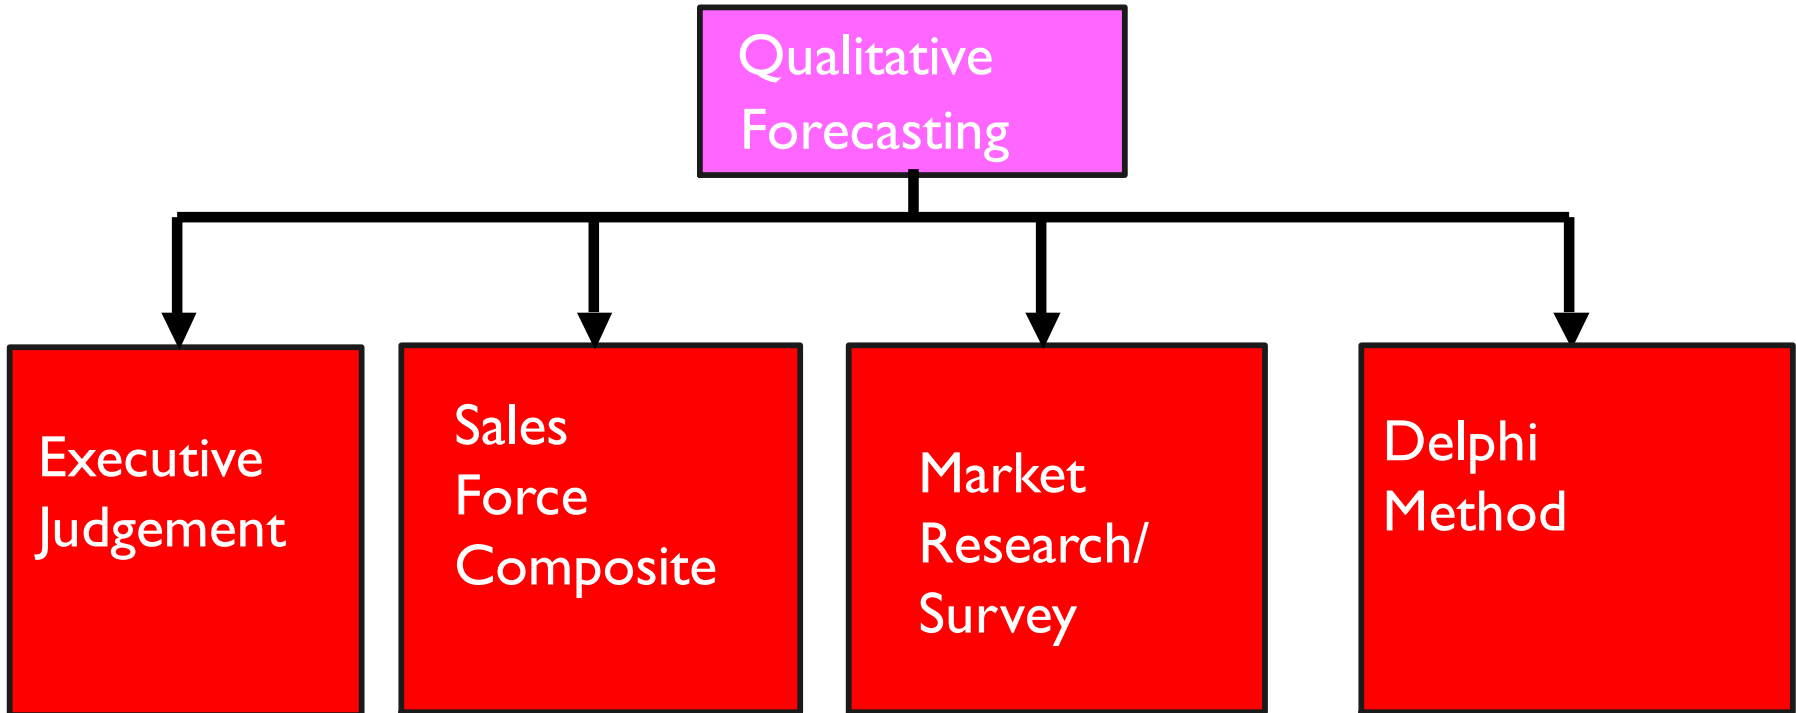 Qualitative
Forecasting
Executive
Judgement
Sales
Force
Composite
Market
Research/
Survey
Delphi
Method